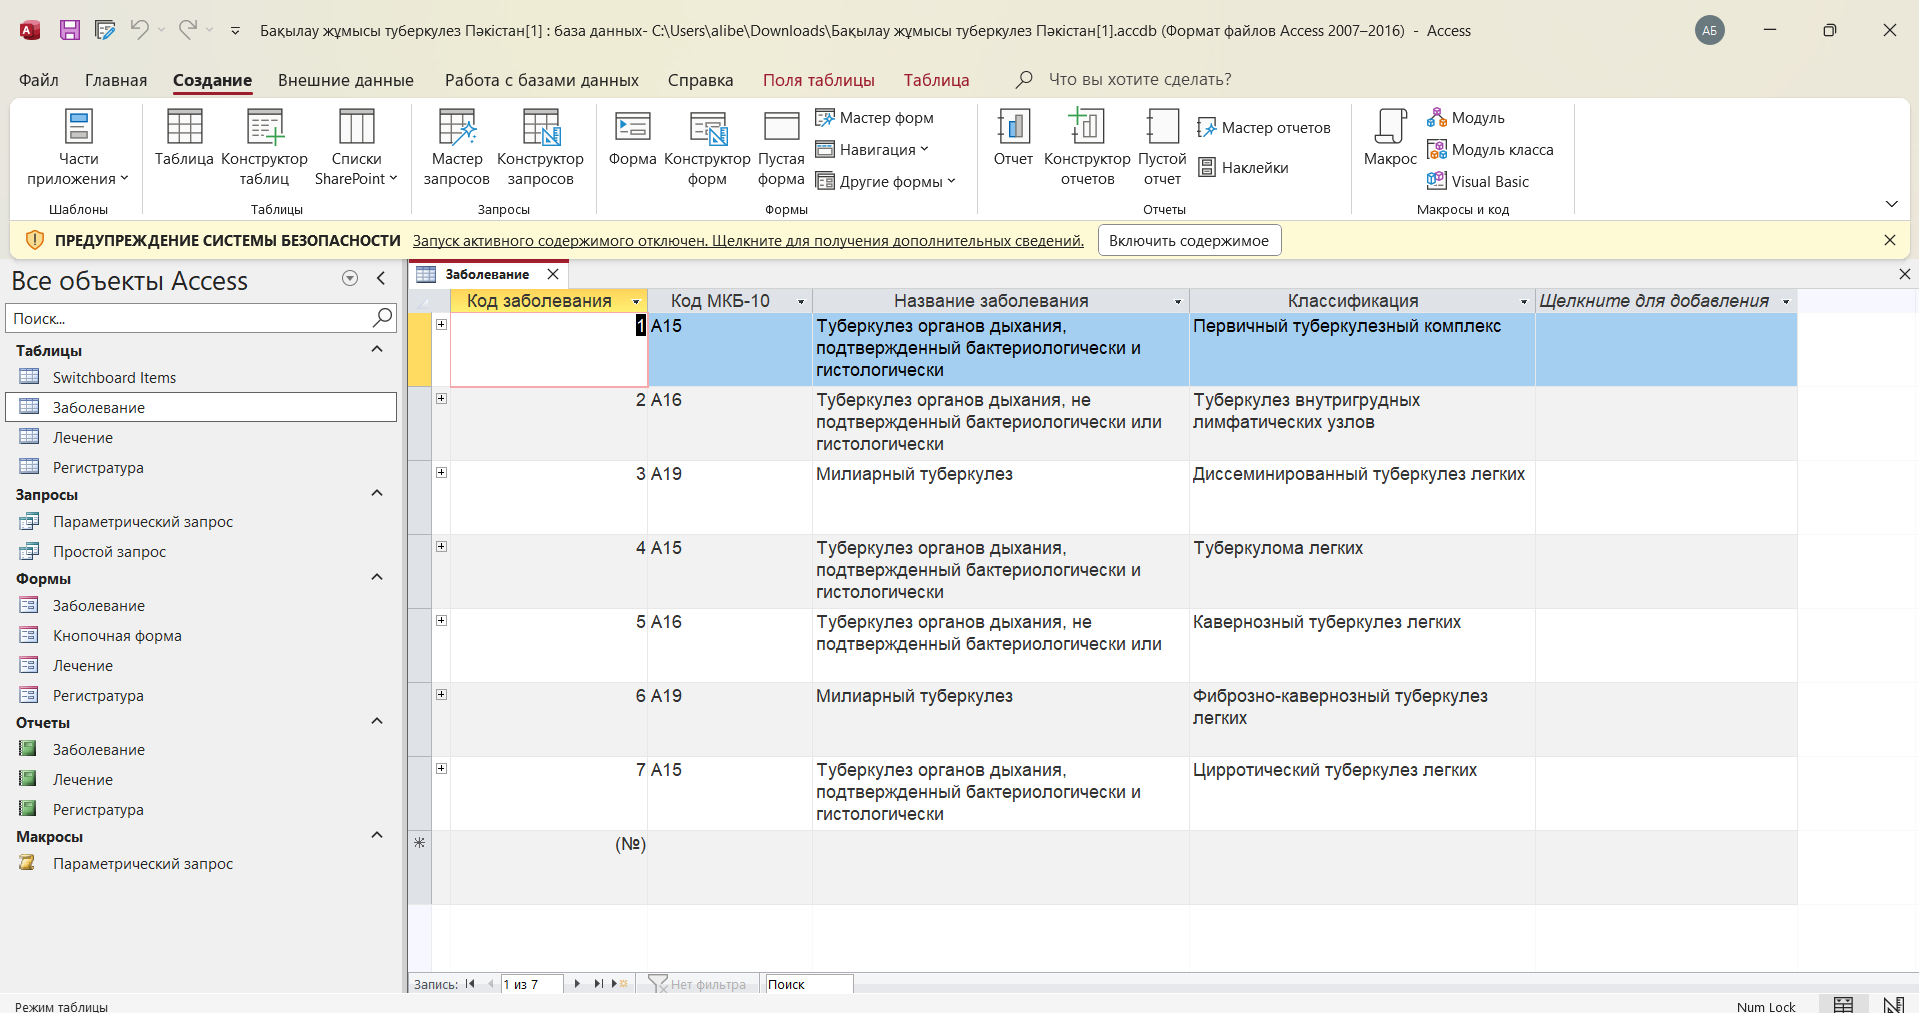 Бақылау жұмысы туберкулез Пәкістан[1] : база данных- C:\Users\alibe\Downloads\Бақылау жұмысы туберкулез Пәкістан[1].accdb (Формат файлов Access 2007–2016) - Access
АБ
Файл Главная Создание Внешние данные Работа с базами данных Справка Поля таблицы Таблица Что вы хотите сделать?
Части приложения
Таблица
Конструктор таблиц
Списки SharePoint
Мастер запросов
Конструктор запросов
Форма
Конструктор форм
Пустая форма
Мастер форм
Навигация
Другие формы
Отчет
Конструктор отчетов
Пустой отчет
Мастер отчетов
Наклейки
Макрос
Модуль
Модуль класса
Visual Basic
Шаблоны Таблицы Запросы Формы Отчеты Макросы и код
ПРЕДУПРЕЖДЕНИЕ СИСТЕМЫ БЕЗОПАСНОСТИ Запуск активного содержимого отключен. Щелкните для получения дополнительных сведений. Включить содержимое
Все объекты Access
Поиск...
Таблицы
Switchboard Items
Заболевание
Лечение
Регистратура
Запросы
Параметрический запрос
Простой запрос
Формы
Заболевание
Кнопочная форма
Лечение
Регистратура
Отчеты
Заболевание
Лечение
Регистратура
Макросы
Параметрический запрос
Заболевание
Код заболевания Код МКБ-10 Название заболевания Классификация Щелкните для добавления
1 A15 Туберкулез органов дыхания, Первичный туберкулезный комплекс
подтвержденный бактериологически и
гистологически
2 A16 Туберкулез органов дыхания, не Туберкулез внутригрудных
подтвержденный бактериологически или лимфатических узлов
гистологически
3 A19 Милиарный туберкулез Диссеминированный туберкулез легких
4 A15 Туберкулез органов дыхания, Туберкулома легких
подтвержденный бактериологически и
гистологически
5 A16 Туберкулез органов дыхания, не Кавернозный туберкулез легких
подтвержденный бактериологически или
6 A19 Милиарный туберкулез Фиброзно-кавернозный туберкулез
легких
7 A15 Туберкулез органов дыхания, Цирротический туберкулез легких
подтвержденный бактериологически и
гистологически
(№)
Запись: 1 из 7 Нет фильтра Поиск
Режим таблицы Num Lock